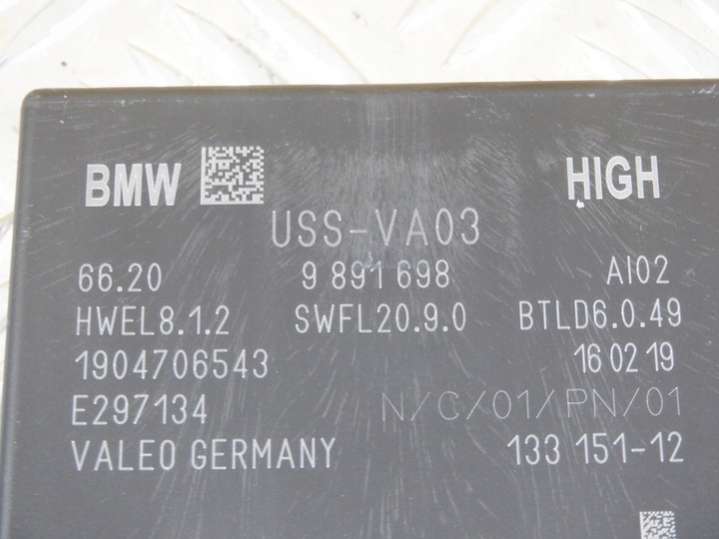 BMW HIGH
USS-VA03
66.20 9 891 698 AI02
HWEL8.1.2 SWFL20.9.0 BTLD6.0.49
1904706543 16 02 19
E297134 N/C/01/PN/01
VALEO GERMANY 133 151-12